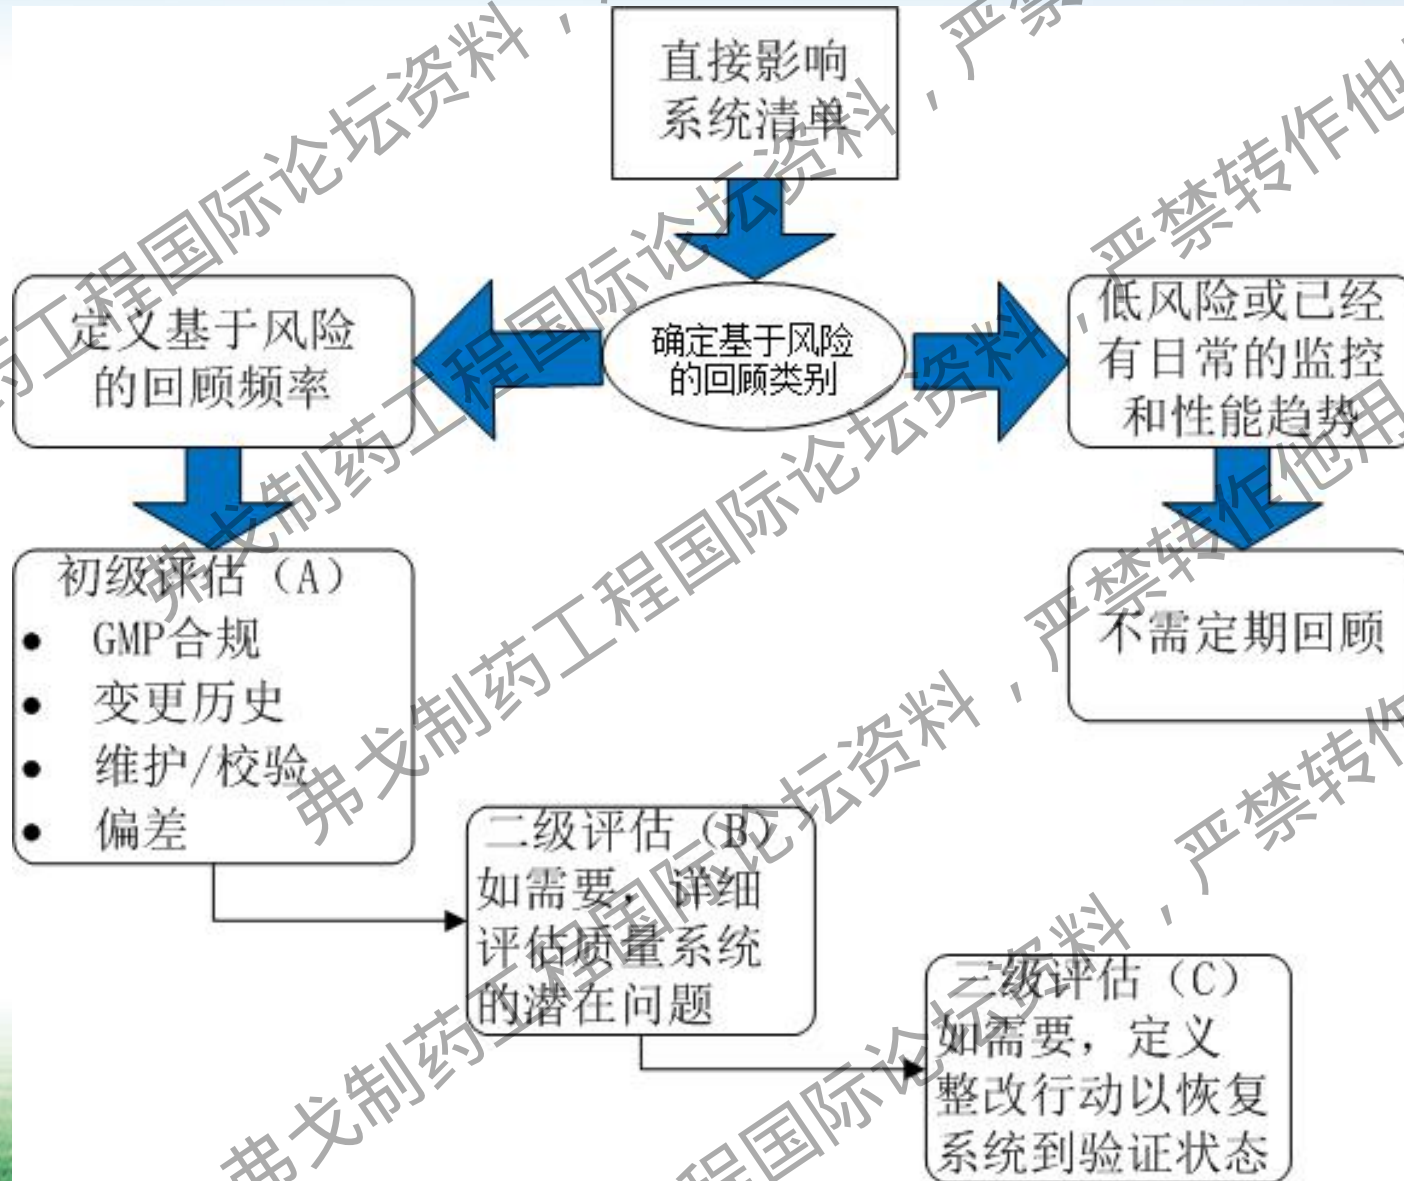 直接影响
系统清单
定义基于风险
的回顾频率
确定基于风险
的回顾类别
低风险或已经
有日常的监控
和性能趋势
初级评估（A）
● GMP合规
● 变更历史
● 维护/校验
● 偏差
不需定期回顾
二级评估（B）
如需要，详细
评估质量系统
的潜在问题
三级评估（C）
如需要，定义
整改行动以恢复
系统到验证状态
弗戈制药工程国际论坛资料，严禁转作他用